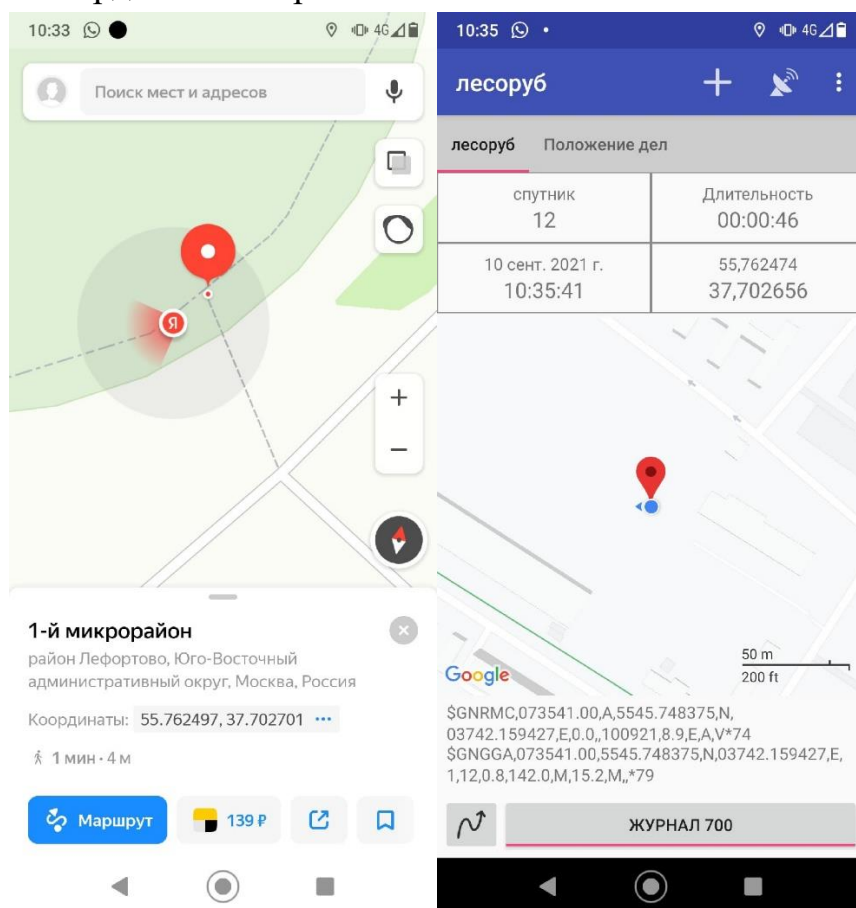 10:33
4G
Поиск мест и адресов
Я
1-й микрорайон
район Лефортово, Юго-Восточный
административный округ, Москва, Россия
Координаты: 55.762497, 37.702701 •••
1 мин · 4 м
Маршрут
139 ₽
10:35
4G
лесоруб
лесоруб Положение дел
спутник
12
Длительность
00:00:46
10 сент. 2021 г.
10:35:41
55,762474
37,702656
50 m
200 ft
Google
$GNRMC,073541.00,A,5545.748375,N,
03742.159427,E,0.0,,100921,8.9,E,A,V*74
$GNGGA,073541.00,5545.748375,N,03742.159427,E,
1,12,0.8,142.0,M,15.2,M,,*79
ЖУРНАЛ 700